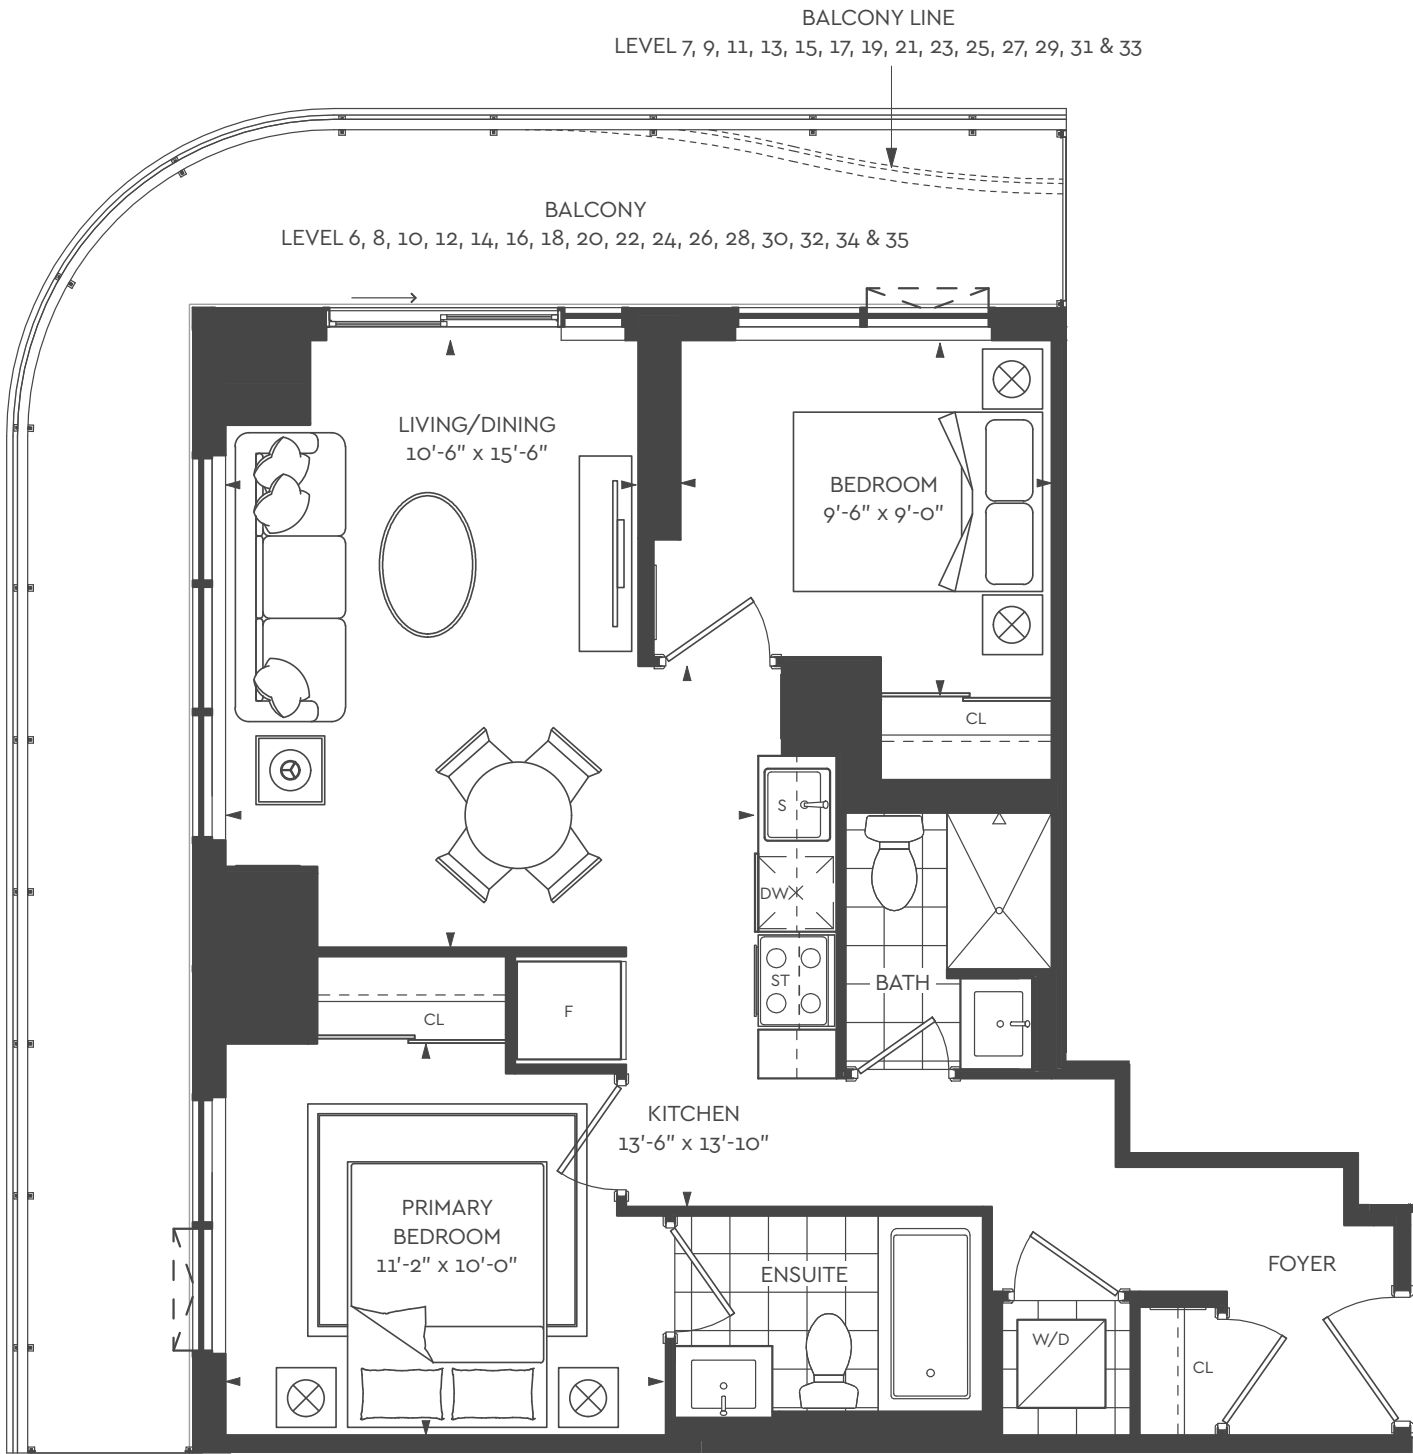 BALCONY LINE
LEVEL 7, 9, 11, 13, 15, 17, 19, 21, 23, 25, 27, 29, 31 & 33
BALCONY
LEVEL 6, 8, 10, 12, 14, 16, 18, 20, 22, 24, 26, 28, 30, 32, 34 & 35
LIVING/DINING
10'-6" x 15'-6"
BEDROOM
9'-6" x 9'-0"
CL
S
DW
ST
BATH
F
CL
KITCHEN
13'-6" x 13'-10"
PRIMARY
BEDROOM
11'-2" x 10'-0"
ENSUITE
FOYER
W/D
CL